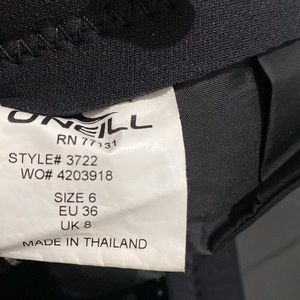 O'NEILL
RN 77131
STYLE# 3722
WO# 4203918
SIZE 6
EU 36
UK 8
MADE IN THAILAND